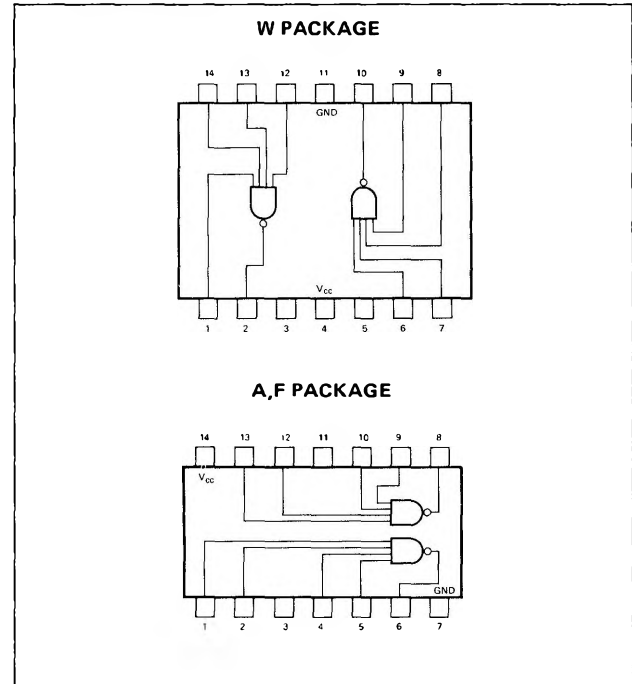 W PACKAGE
14 13 12 11 10 9 8
GND
Vcc
1 2 3 4 5 6 7
A,F PACKAGE
14 13 12 11 10 9 8
Vcc
GND
1 2 3 4 5 6 7